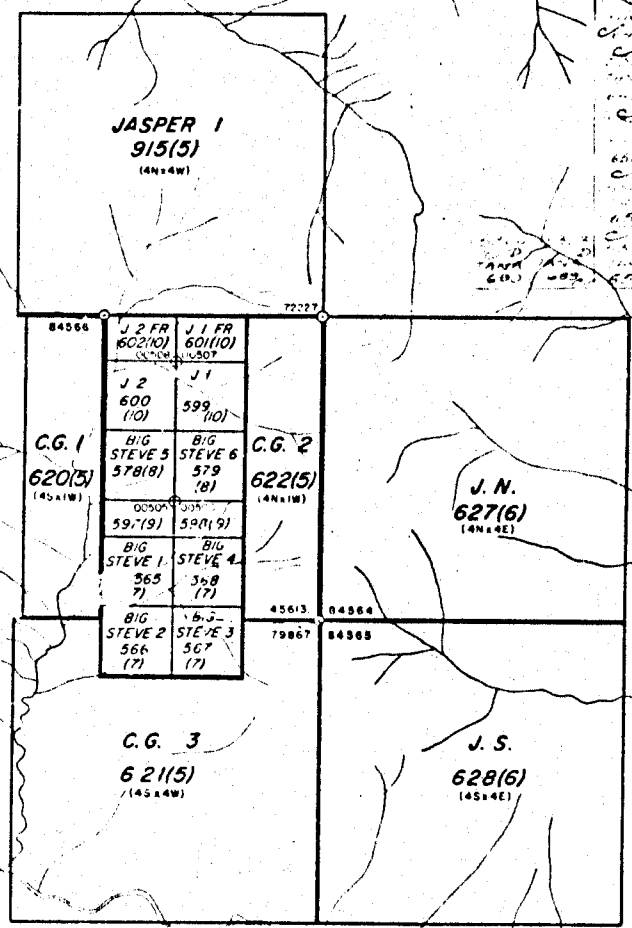 JASPER 1
915(5)
(4N x 4W)
TANA
72227
84566
J 2 FR
602(10)
J 1 FR
601(10)
00507
J 2
600
(10)
J 1
599
(10)
C.G. 1
620(5)
(4S x 1W)
BIG
STEVE 5
578(8)
BIG
STEVE 6
579
(8)
C.G. 2
622(5)
(4N x 1W)
J. N.
627(6)
(4N x 4E)
00505
597(9)
598(9)
BIG
STEVE 1
565
7)
BIG
STEVE 4
568
(7)
45613
84564
BIG
STEVE 2
566
(7)
BIG
STEVE 3
567
(7)
79867
84565
C.G. 3
621(5)
(4S x 4W)
J. S.
628(6)
(4S x 4E)